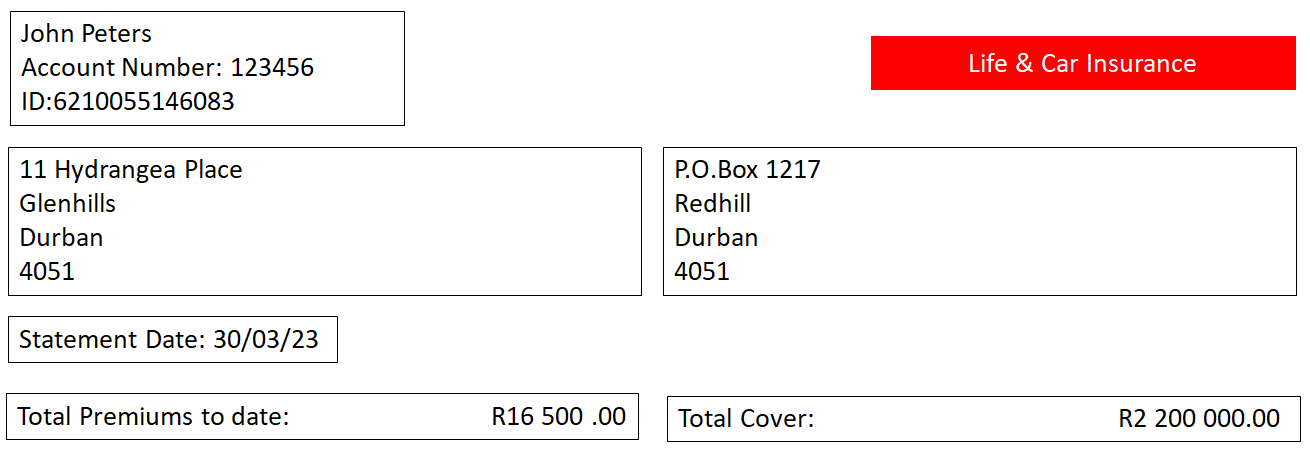 John Peters
Account Number: 123456
ID:6210055146083
Life & Car Insurance
11 Hydrangea Place
Glenhills
Durban
4051
P.O.Box 1217
Redhill
Durban
4051
Statement Date: 30/03/23
Total Premiums to date: R16 500 .00
Total Cover: R2 200 000.00